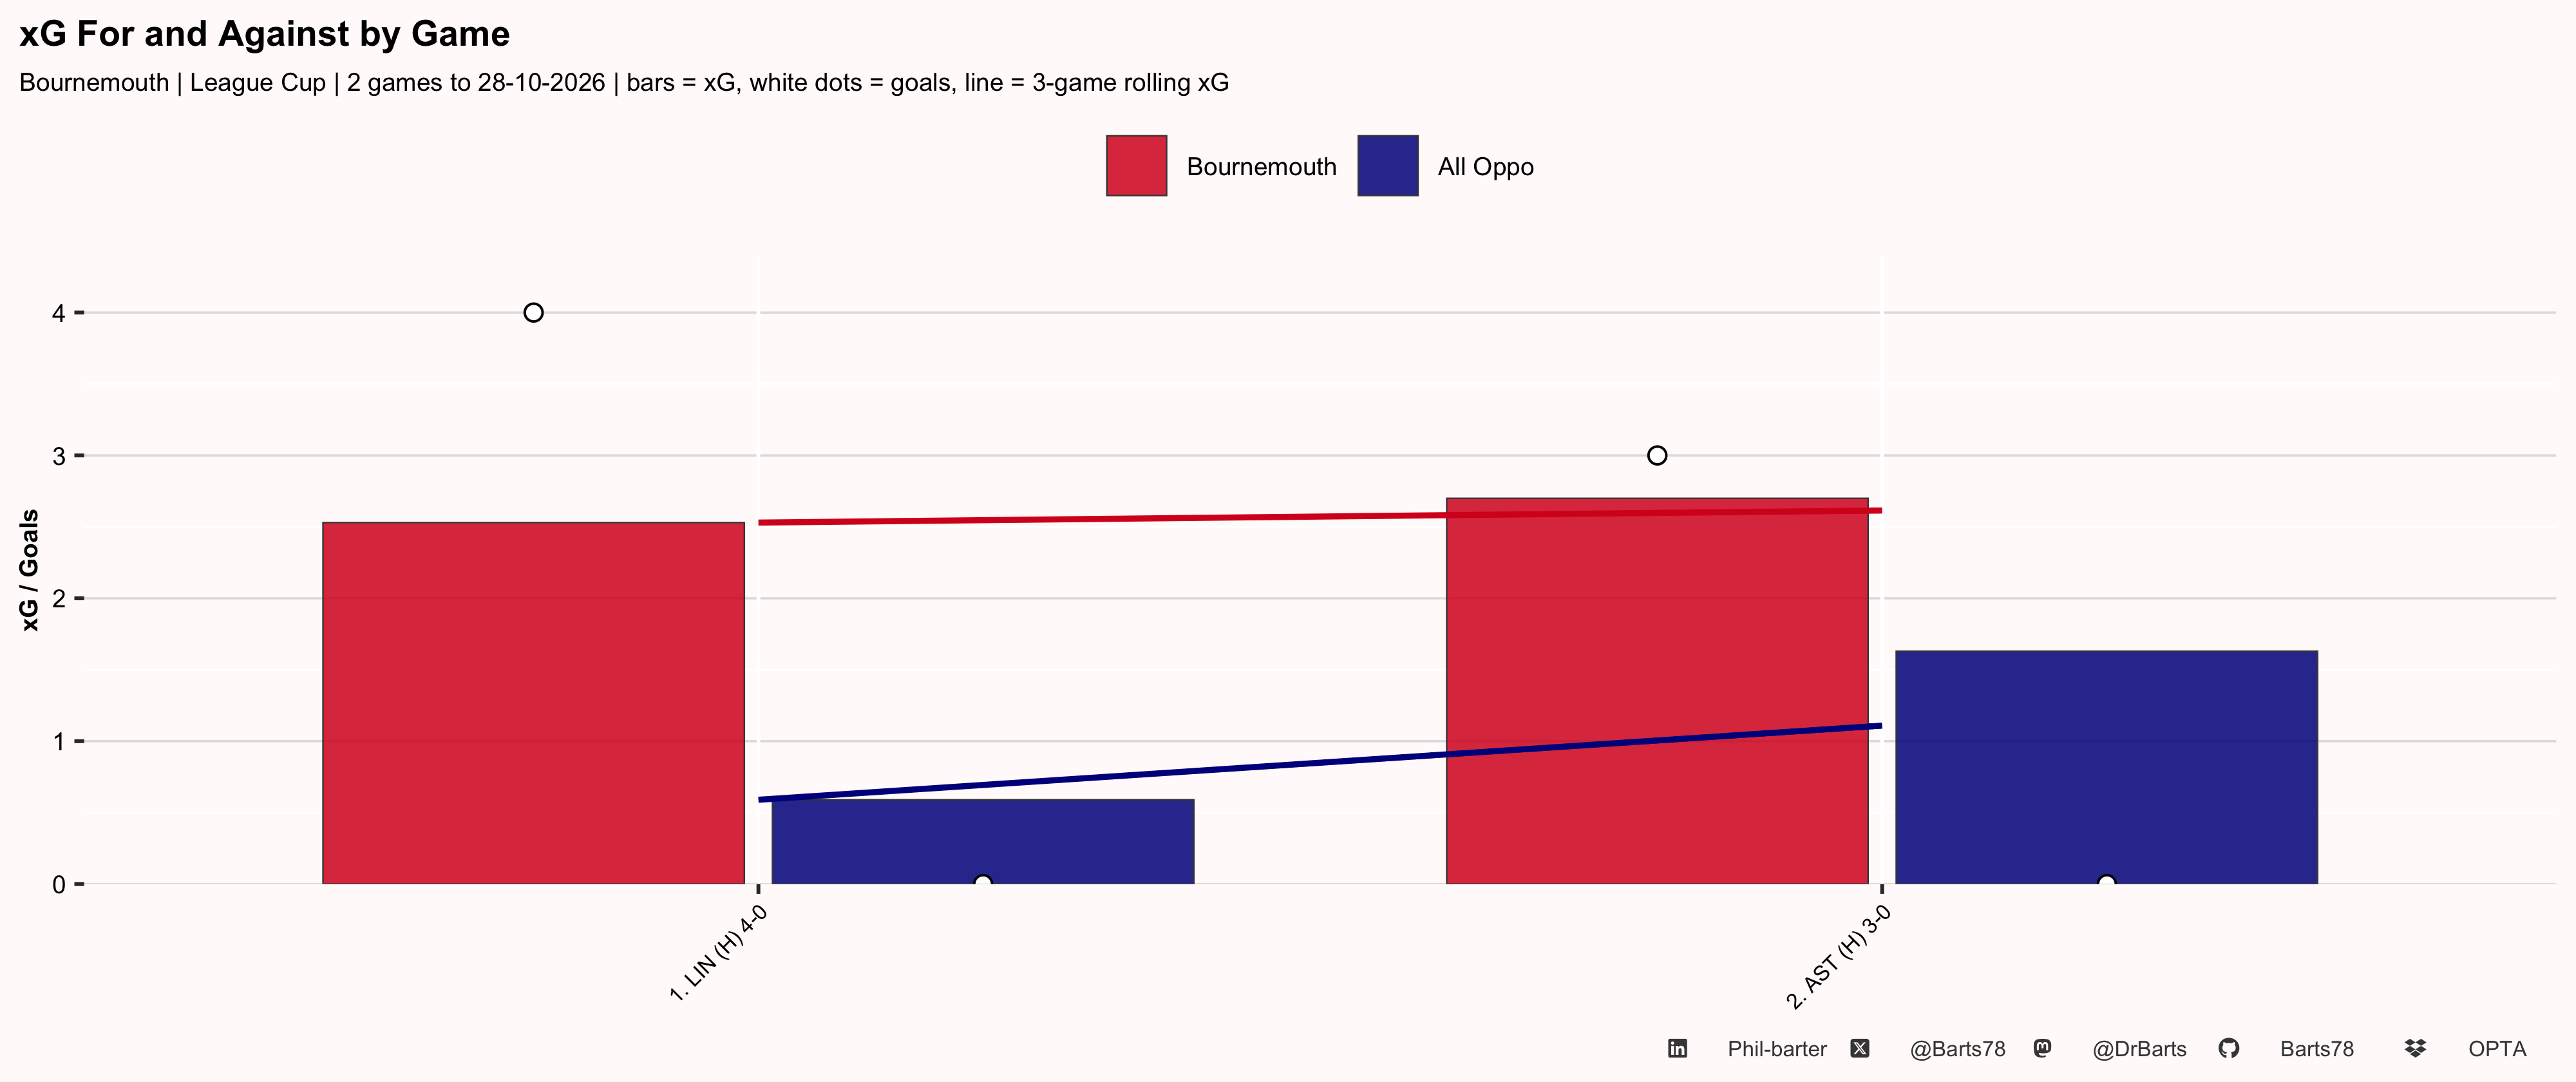 xG For and Against by Game
Bournemouth | League Cup | 2 games to 28-10-2026 | bars = xG, white dots = goals, line = 3-game rolling xG
Bournemouth
All Oppo
xG / Goals
4
3
2
1
0
1. LIN (H) 4-0
2. AST (H) 3-0
Phil-barter @Barts78 @DrBarts Barts78 OPTA